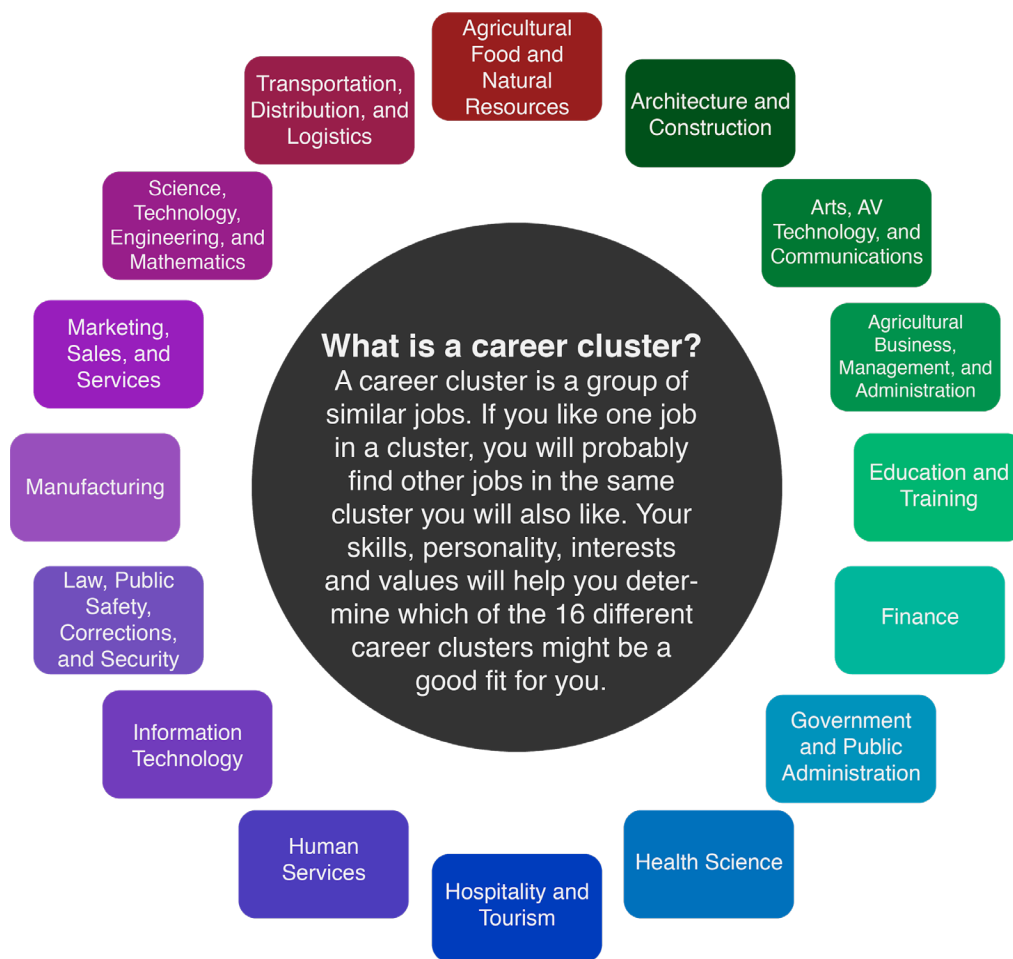 Agricultural
Food and
Natural
Resources
Architecture and
Construction
Arts, AV
Technology, and
Communications
Agricultural
Business,
Management, and
Administration
Education and
Training
Finance
Government
and Public
Administration
Health Science
Hospitality and
Tourism
Human
Services
Information
Technology
Law, Public
Safety,
Corrections,
and Security
Manufacturing
Marketing,
Sales, and
Services
Science,
Technology,
Engineering, and
Mathematics
Transportation,
Distribution, and
Logistics
What is a career cluster?
A career cluster is a group of
similar jobs. If you like one job
in a cluster, you will probably
find other jobs in the same
cluster you will also like. Your
skills, personality, interests
and values will help you deter-
mine which of the 16 different
career clusters might be a
good fit for you.